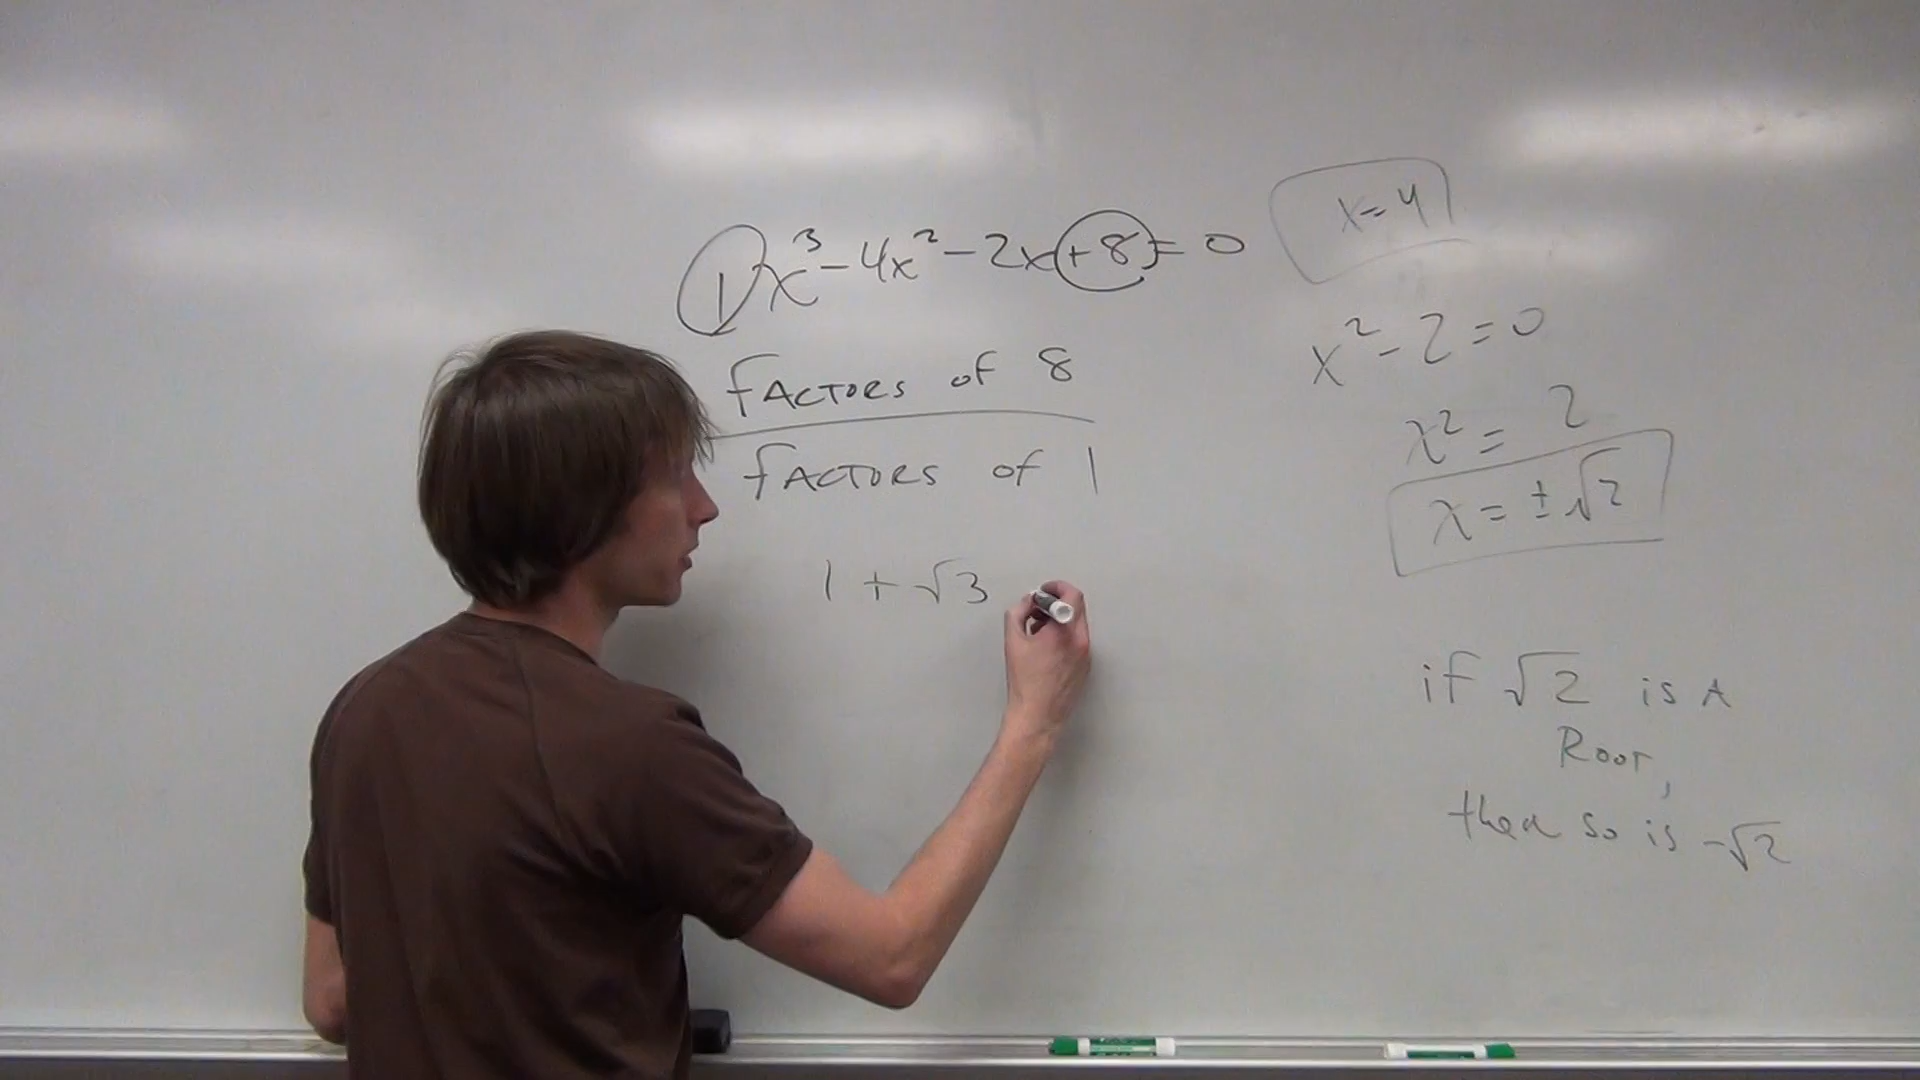 1x³-4x²-2x+8=0
FACTORS of 8
FACTORS of 1
1+√3
x=4
x²-2=0
x²=2
x=±√2
if √2 is A
Root,
then so is -√2